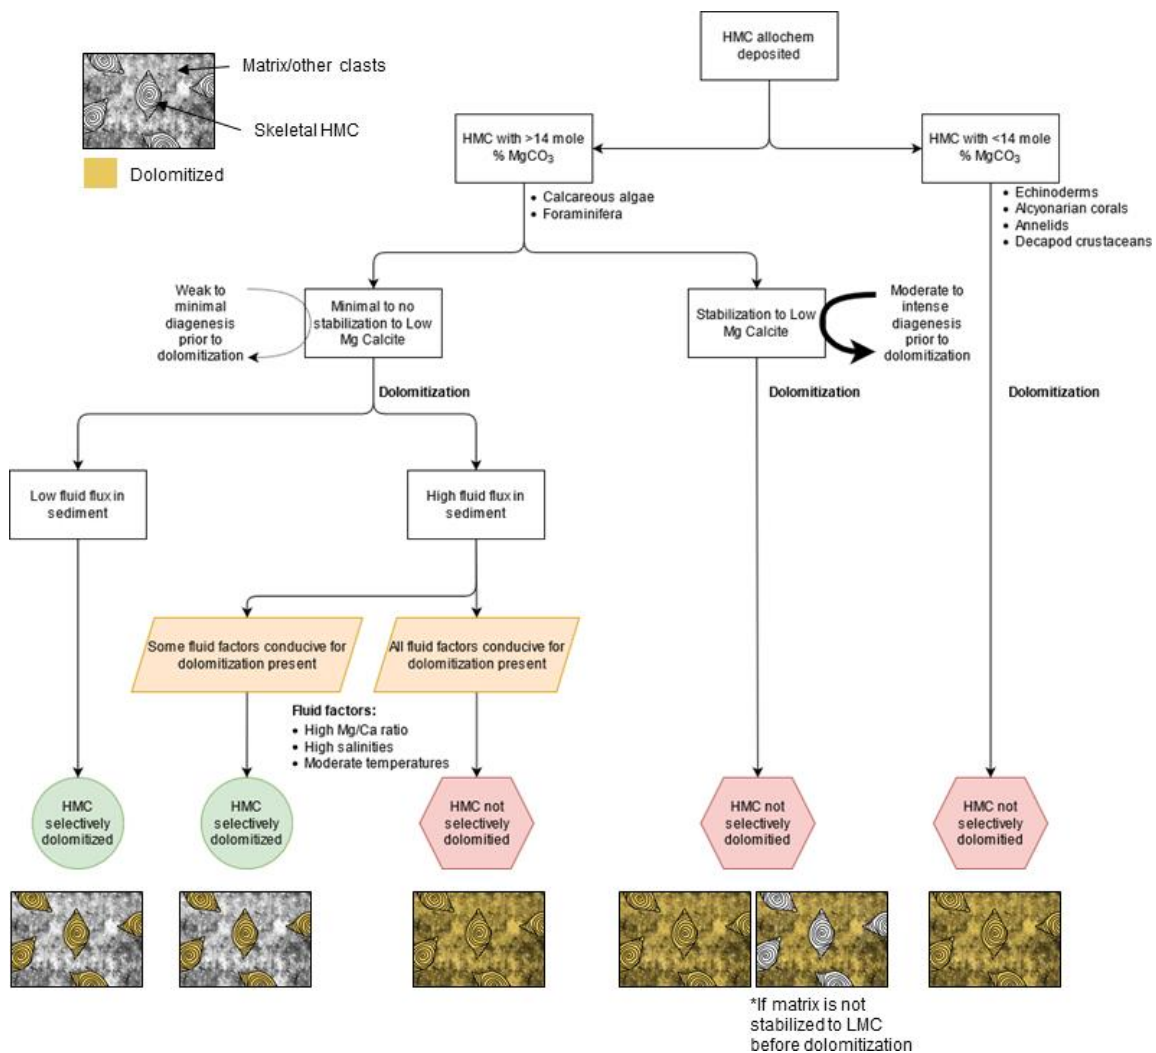 HMC allochem
deposited
Matrix/other clasts
Skeletal HMC
Dolomitized
HMC with >14 mole
% MgCO₃
HMC with <14 mole
% MgCO₃
• Calcareous algae
• Foraminifera
• Echinoderms
• Alcyonarian corals
• Annelids
• Decapod crustaceans
Weak to
minimal
diagenesis
prior to
dolomitization
Minimal to no
stabilization to Low
Mg Calcite
Stabilization to Low
Mg Calcite
Moderate to
intense
diagenesis
prior to
dolomitization
Dolomitization
Dolomitization
Dolomitization
Low fluid flux in
sediment
High fluid flux in
sediment
Some fluid factors conducive for
dolomization present
All fluid factors conducive for
dolomization present
Fluid factors:
• High Mg/Ca ratio
• High salinities
• Moderate temperatures
HMC
selectively
dolomitized
HMC
selectively
dolomitized
HMC not
selectively
dolomitied
HMC not
selectively
dolomitied
HMC not
selectively
dolomitied
*If matrix is not
stabilized to LMC
before dolomitization